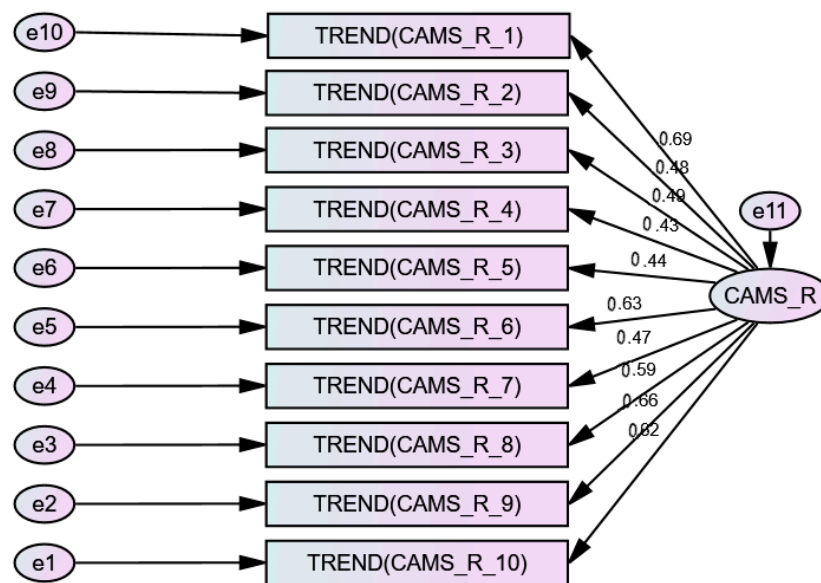 e10
TREND(CAMS_R_1)
e9
TREND(CAMS_R_2)
e8
TREND(CAMS_R_3)
e7
TREND(CAMS_R_4)
e6
TREND(CAMS_R_5)
e5
TREND(CAMS_R_6)
e4
TREND(CAMS_R_7)
e3
TREND(CAMS_R_8)
e2
TREND(CAMS_R_9)
e1
TREND(CAMS_R_10)
0.69
0.48
0.49
0.43
0.44
0.63
0.47
0.59
0.66
e11
CAMS_R